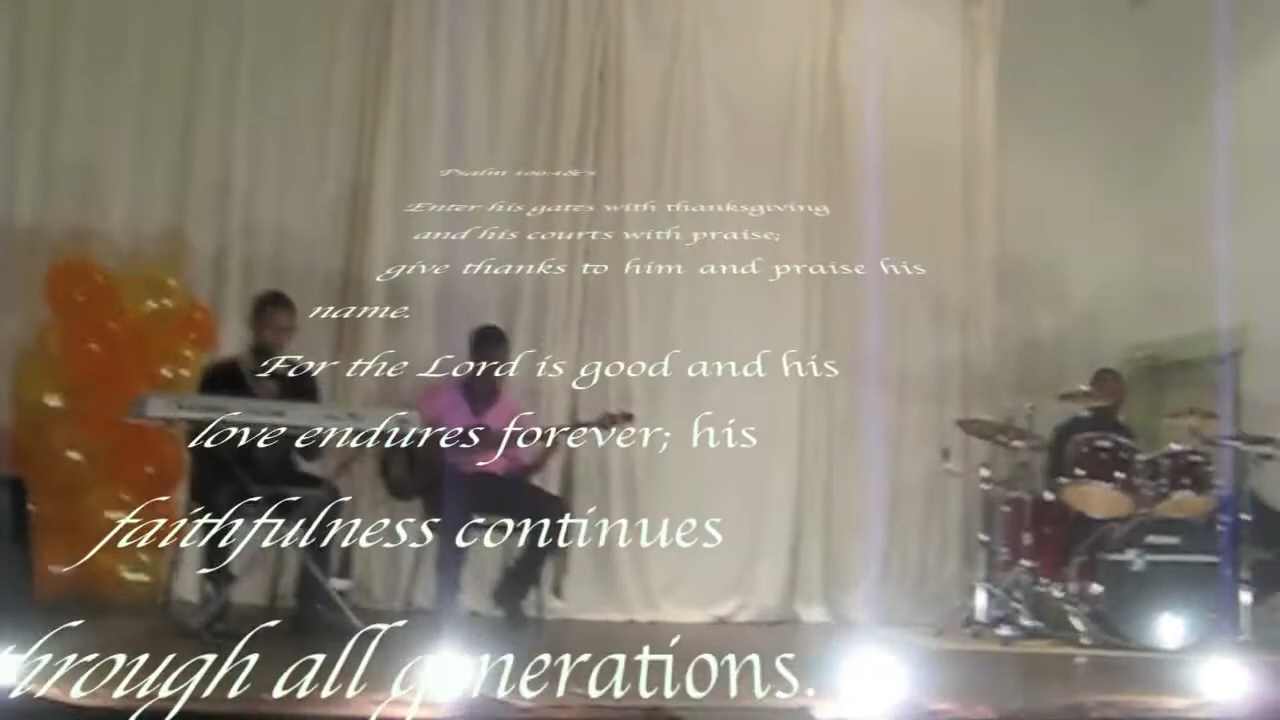 Psalm 100:4&5
Enter his gates with thanksgiving
and his courts with praise;
give thanks to him and praise his
name.
For the Lord is good and his
love endures forever; his
faithfulness continues
through all generations.